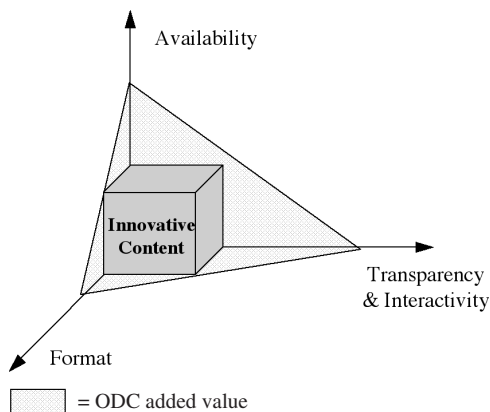 Availability
Innovative
Content
Transparency
& Interactivity
Format
= ODC added value